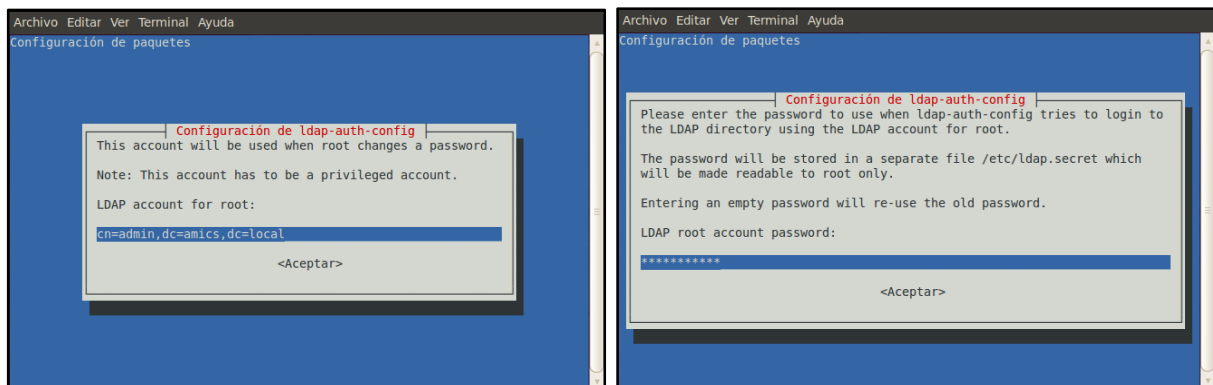 Archivo Editar Ver Terminal Ayuda
Configuración de paquetes
Configuración de ldap-auth-config
This account will be used when root changes a password.
Note: This account has to be a privileged account.
LDAP account for root:
cn=admin,dc=amics,dc=local
<Aceptar>
Archivo Editar Ver Terminal Ayuda
Configuración de paquetes
Configuración de ldap-auth-config
Please enter the password to use when ldap-auth-config tries to login to
the LDAP directory using the LDAP account for root.
The password will be stored in a separate file /etc/ldap.secret which
will be made readable to root only.
Entering an empty password will re-use the old password.
LDAP root account password:
***********
<Aceptar>